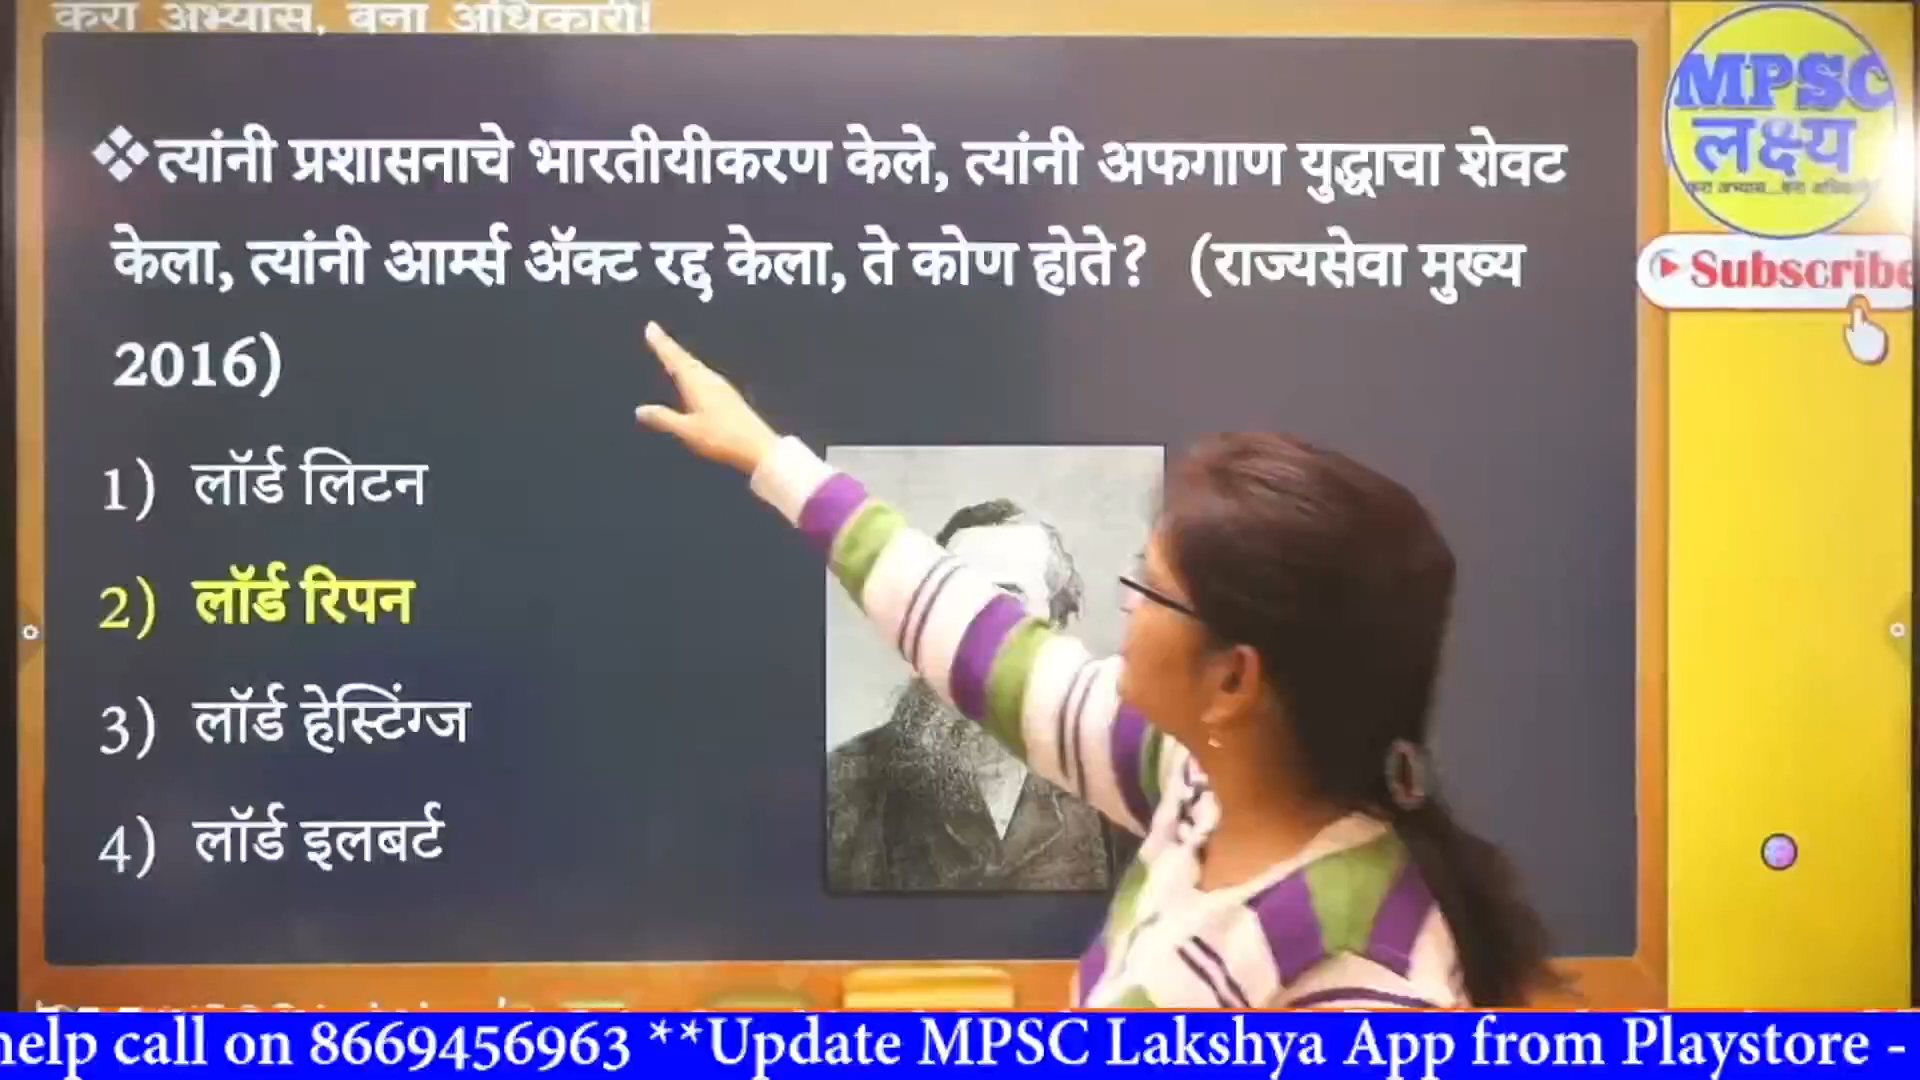 करा अभ्यास, बना अधिकारी!
MPSC
लक्ष्य
❖त्यांनी प्रशासनाचे भारतीयीकरण केले, त्यांनी अफगाण युद्धाचा शेवट
केला, त्यांनी आर्म्स ॲक्ट रद्द केला, ते कोण होते? (राज्यसेवा मुख्य
2016)
Subscribe
1) लॉर्ड लिटन
2) लॉर्ड रिपन
3) लॉर्ड हेस्टिंग्ज
4) लॉर्ड इलबर्ट
help call on 8669456963 **Update MPSC Lakshya App from Playstore -